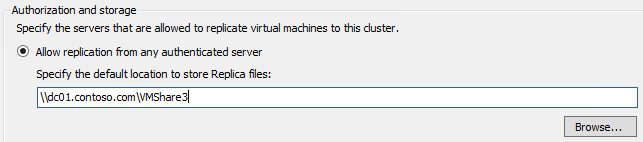 Authorization and storage
Specify the servers that are allowed to replicate virtual machines to this cluster.
Allow replication from any authenticated server
Specify the default location to store Replica files:
\\dc01.contoso.com\VMShare3
Browse...